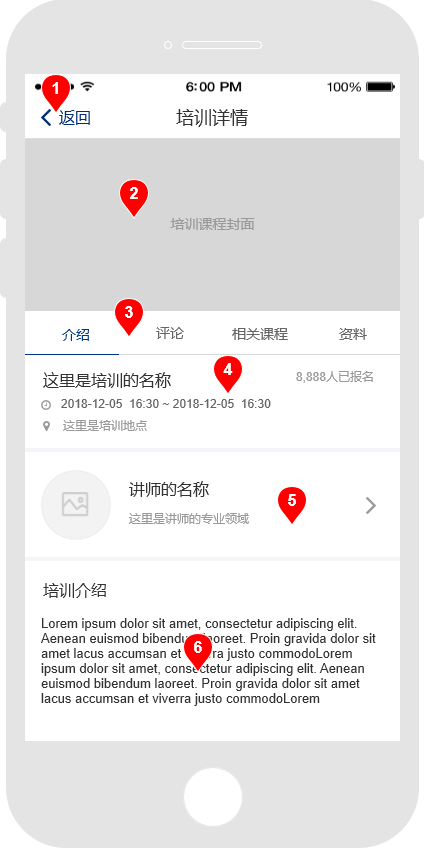 1
6:00 PM
100%
返回
培训详情
2
培训课程封面
3
介绍
评论
相关课程
资料
4
这里是培训的名称
8,888人已报名
2018-12-05 16:30 ~ 2018-12-05 16:30
这里是培训地点
讲师的名称
5
这里是讲师的专业领域
培训介绍
Lorem ipsum dolor sit amet, consectetur adipiscing elit.
Aenean euismod bibendum laoreet. Proin gravida dolor sit
amet lacus accumsan et viverra justo commodoLorem
6
ipsum dolor sit amet, consectetur adipiscing elit. Aenean
euismod bibendum laoreet. Proin gravida dolor sit amet
lacus accumsan et viverra justo commodoLorem